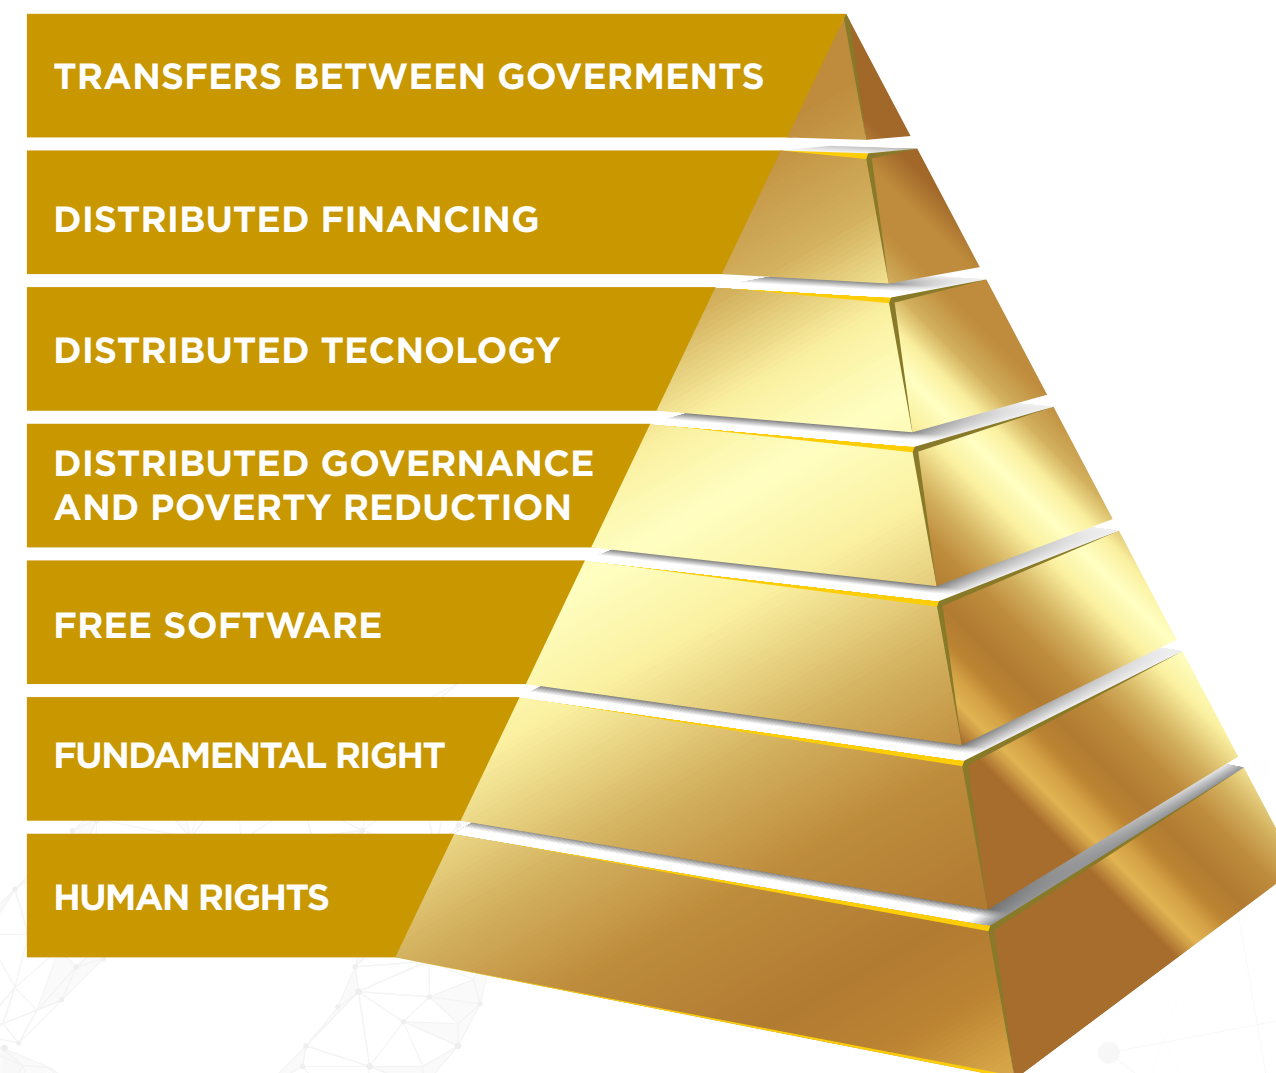 TRANSFERS BETWEEN GOVERMENTS
DISTRIBUTED FINANCING
DISTRIBUTED TECNOLOGY
DISTRIBUTED GOVERNANCE
AND POVERTY REDUCTION
FREE SOFTWARE
FUNDAMENTAL RIGHT
HUMAN RIGHTS